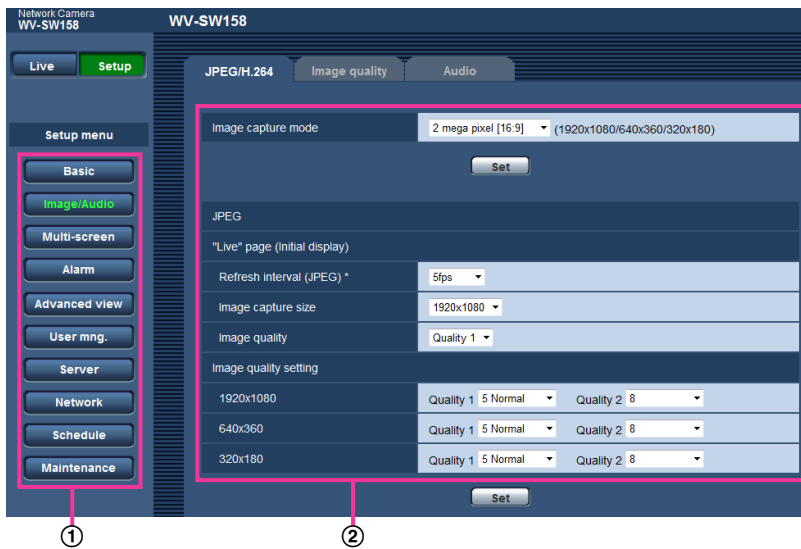 Network Camera
WV-SW158
WV-SW158
Live Setup
JPEG/H.264 Image quality Audio
Setup menu
Basic
Image/Audio
Multi-screen
Alarm
Advanced view
User mng.
Server
Network
Schedule
Maintenance
Image capture mode 2 mega pixel [16:9] (1920x1080/640x360/320x180)
Set
JPEG
"Live" page (Initial display)
Refresh interval (JPEG) * 5fps
Image capture size 1920x1080
Image quality Quality 1
Image quality setting
1920x1080 Quality 1 5 Normal Quality 2 8
640x360 Quality 1 5 Normal Quality 2 8
320x180 Quality 1 5 Normal Quality 2 8
Set
① ②